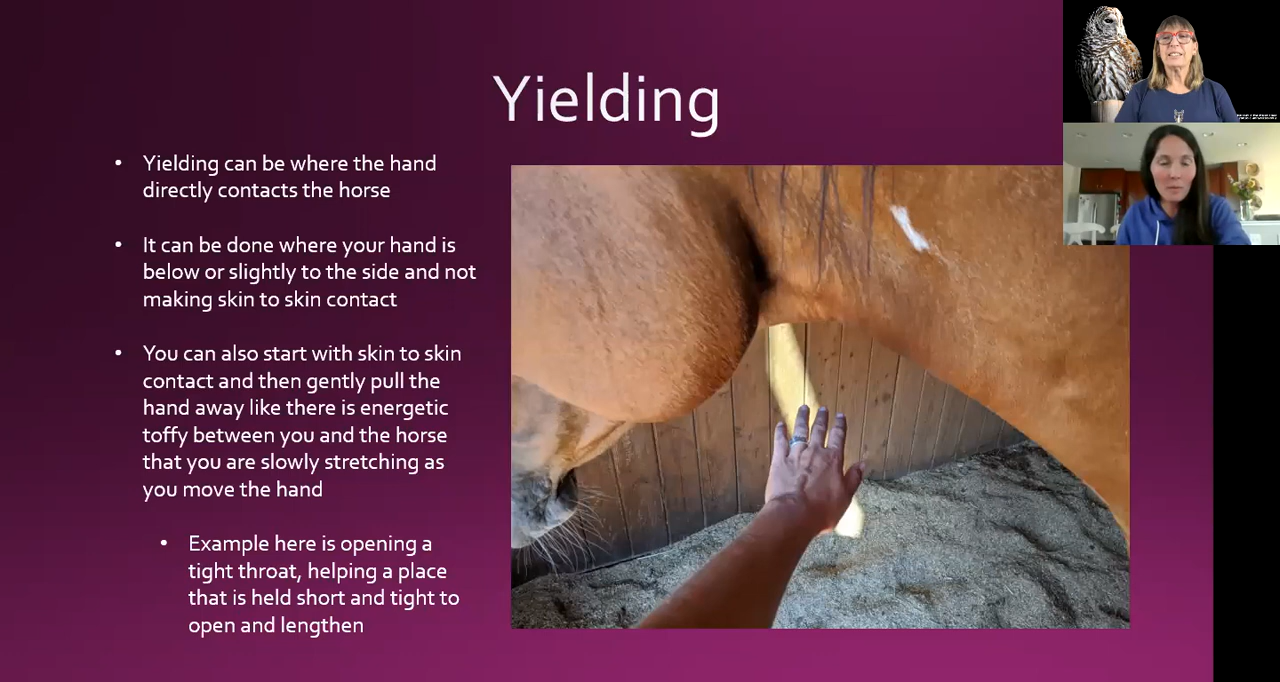 Yielding
• Yielding can be where the hand
directly contacts the horse
• It can be done where your hand is
below or slightly to the side and not
making skin to skin contact
• You can also start with skin to skin
contact and then gently pull the
hand away like there is energetic
toffy between you and the horse
that you are slowly stretching as
you move the hand
• Example here is opening a
tight throat, helping a place
that is held short and tight to
open and lengthen